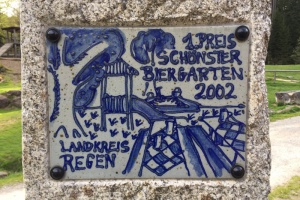 1. PREIS
SCHÖNSTER
BIERGARTEN
2002
LANDKREIS
REGEN